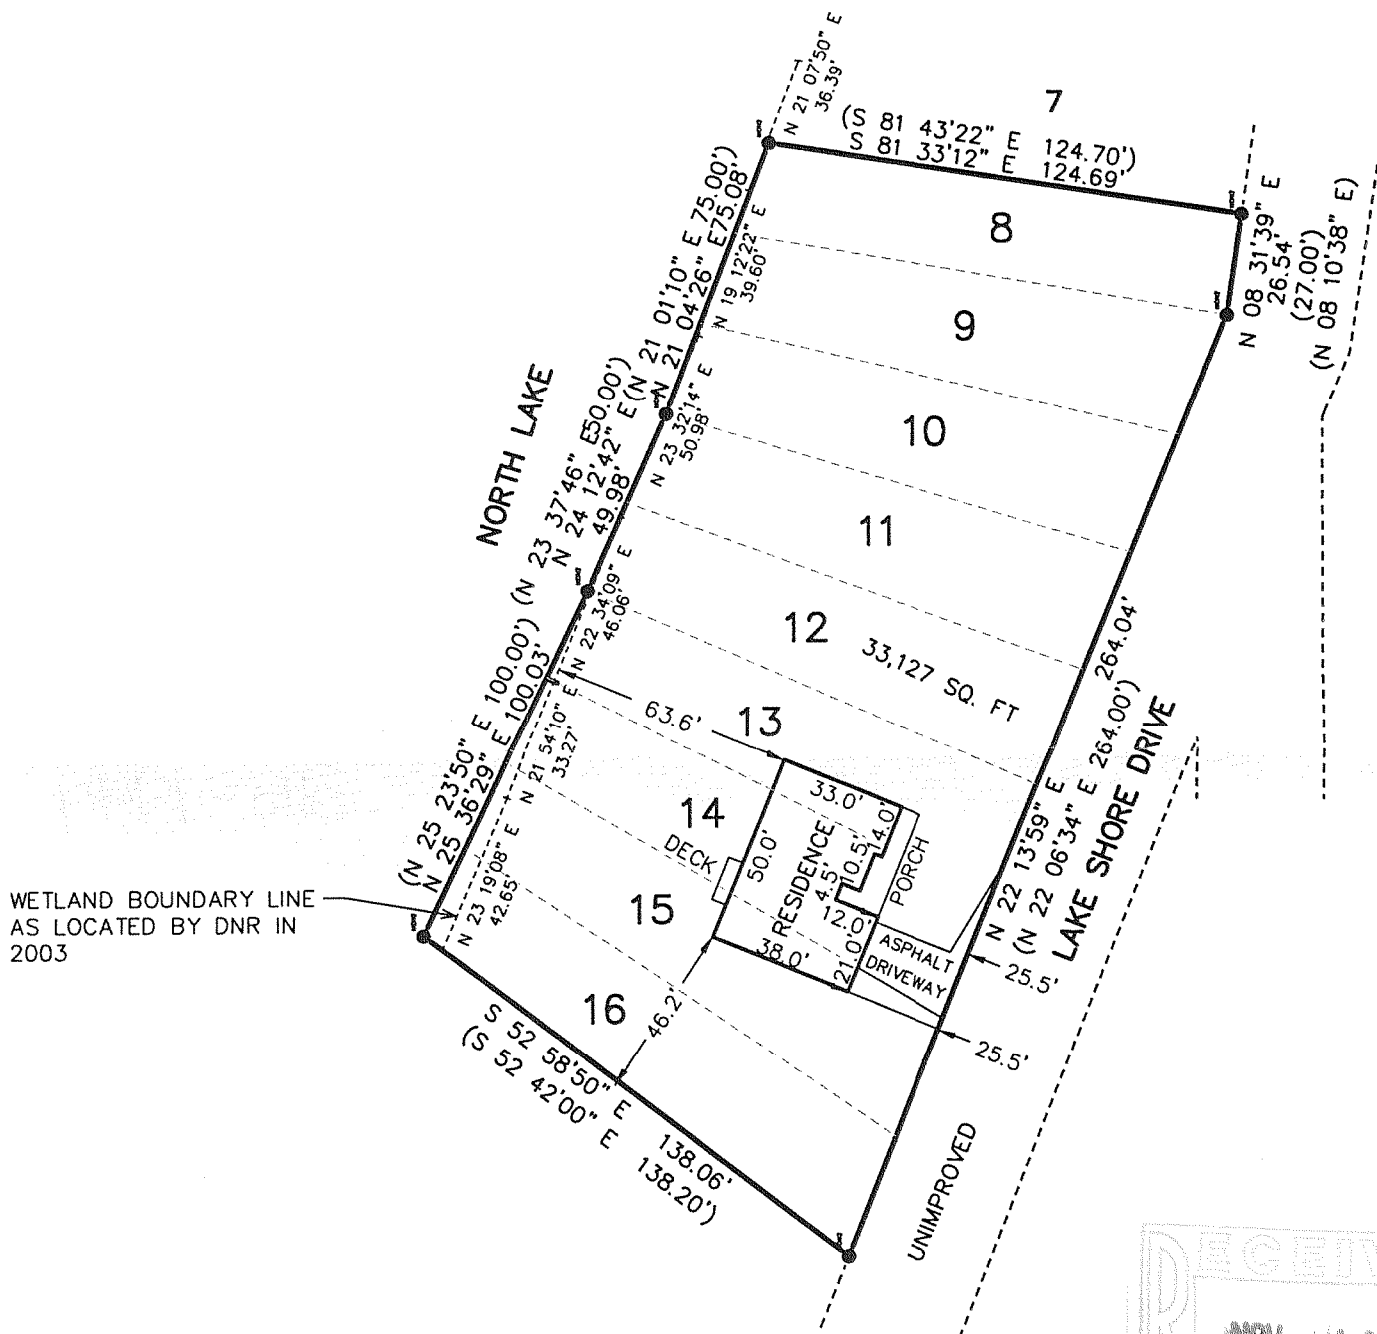 N 21 07'50" E
36.39'
7
(S 81 43'22" E 124.70')
S 81 33'12" E 124.69'
(N 21 01'10" E 75.00')
N 21 04'26" E75.08'
N 19 12'22" E
39.60'
8
N 08 31'39" E
26.54'
(27.00')
(N 08 10'38" E)
9
10
NORTH LAKE
(N 23 37'46" E50.00')
N 24 12'42" E
49.98'
N 23 32'14" E
50.98'
11
12
33,127 SQ. FT
264.04'
N 22 34'09" E
46.06'
(N 25 23'50" E 100.00')
N 25 36'29" E 100.03'
63.6'
13
N 21 54'10" E
33.27'
14
DECK
33.0'
14.0'
10.5'
4.5'
50.0'
RESIDENCE
PORCH
12.0'
38.0'
21.0'
ASPHALT
DRIVEWAY
N 22 13'59" E
(N 22 06'34" E 264.00')
LAKE SHORE DRIVE
WETLAND BOUNDARY LINE
AS LOCATED BY DNR IN
2003
N 23 19'08" E
42.65'
15
16
46.2'
25.5'
25.5'
S 52 58'50" E 138.06'
(S 52 42'00" E 138.20')
UNIMPROVED